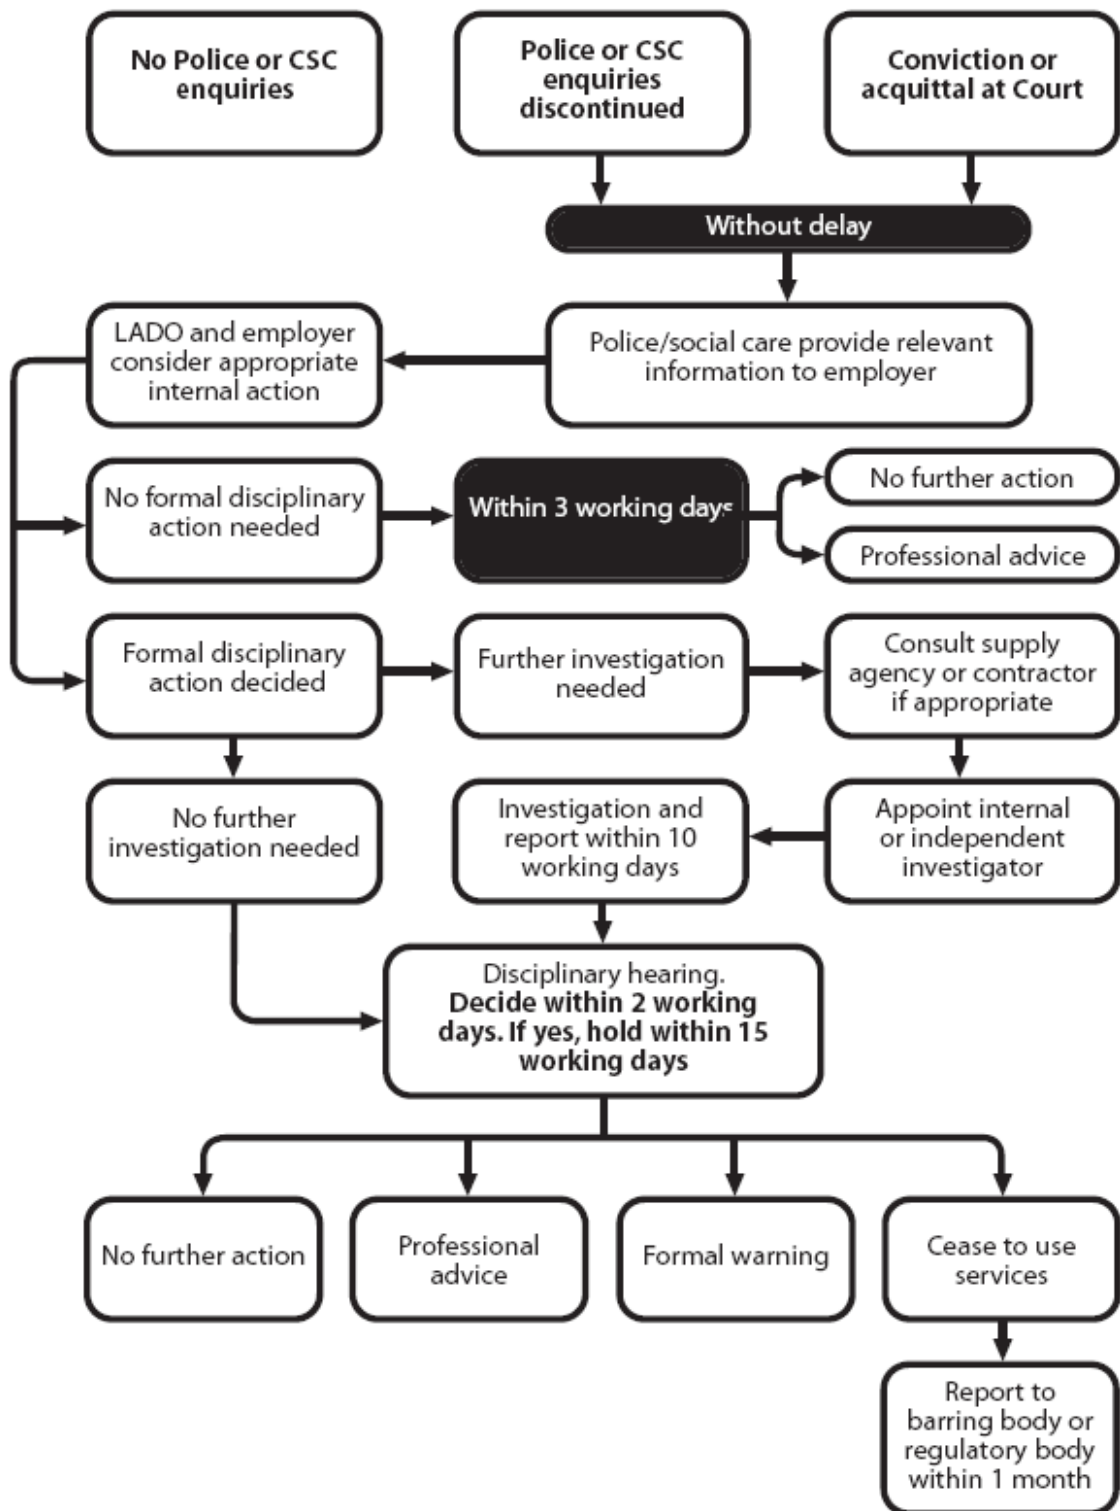 No Police or CSC
enquiries
Police or CSC
enquiries
discontinued
Conviction or
acquittal at Court
Without delay
LADO and employer
consider appropriate
internal action
Police/social care provide relevant
information to employer
No formal disciplinary
action needed
Within 3 working days
No further action
Professional advice
Formal disciplinary
action decided
Further investigation
needed
Consult supply
agency or contractor
if appropriate
No further
investigation needed
Investigation and
report within 10
working days
Appoint internal
or independent
investigator
Disciplinary hearing.
Decide within 2 working
days. If yes, hold within 15
working days
No further action
Professional
advice
Formal warning
Cease to use
services
Report to
barring body or
regulatory body
within 1 month